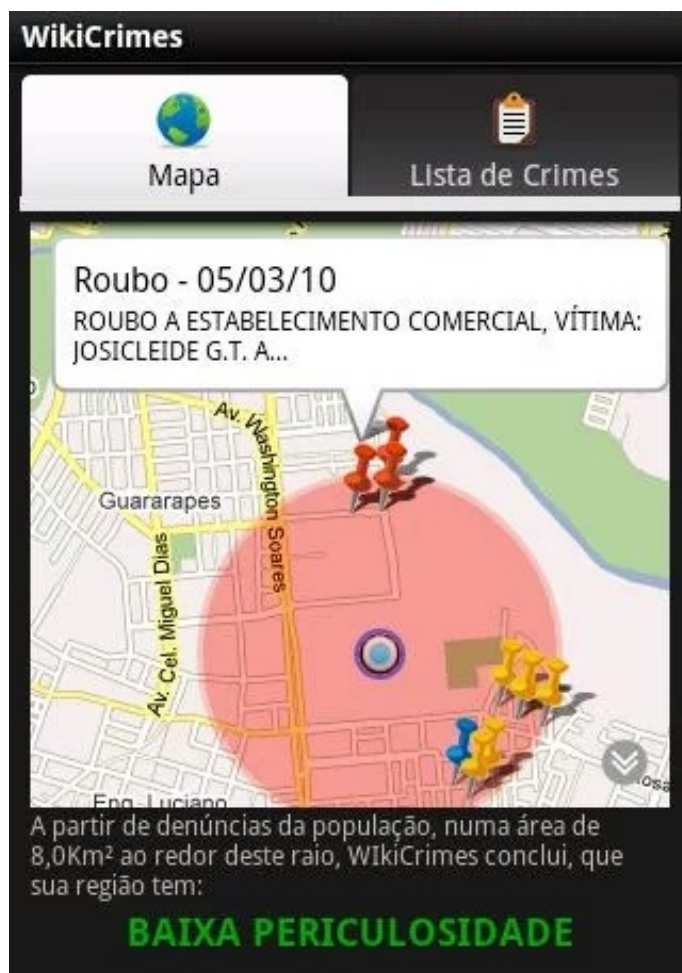 WikiCrimes
Mapa
Lista de Crimes
Roubo - 05/03/10
ROUBO A ESTABELECIMENTO COMERCIAL, VÍTIMA:
JOSICLEIDE G.T. A...
Av. Washington Soares
Guararapes
Av. Cel. Miguel Dias
Eng. Luciano
A partir de denúncias da população, numa área de
8,0Km² ao redor deste raio, WIkiCrimes conclui, que
sua região tem:
BAIXA PERICULOSIDADE